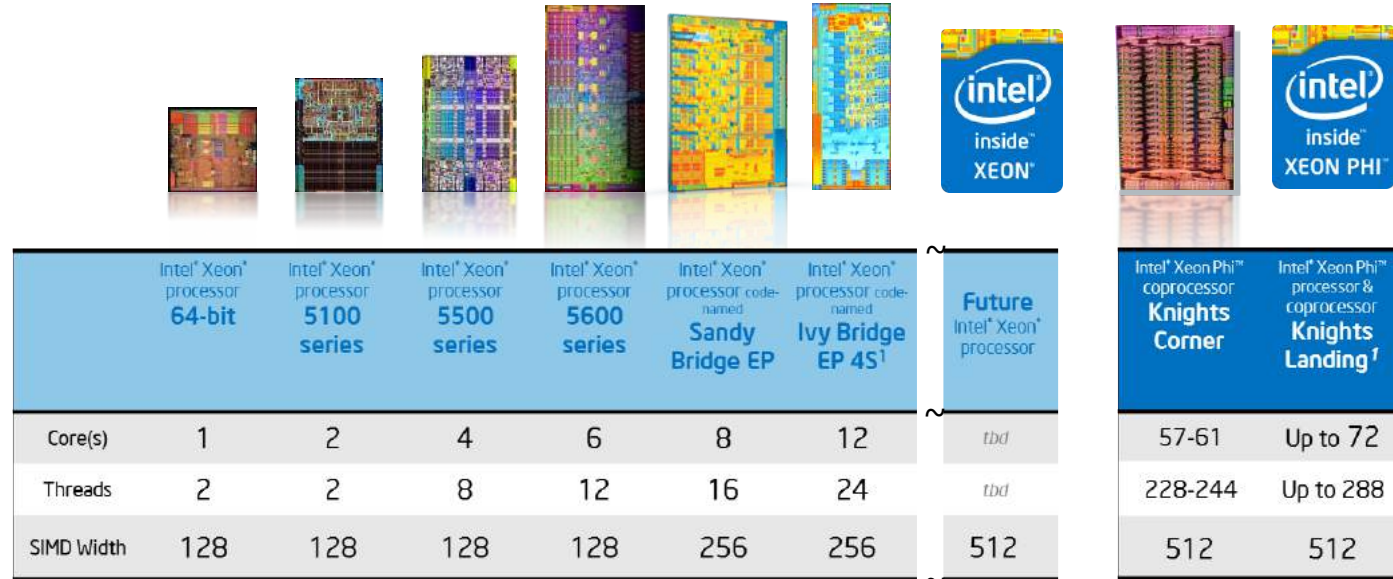 intel®
inside™
XEON®
intel®
inside™
XEON PHI™
Intel® Xeon®
processor
64-bit
Intel® Xeon®
processor
5100
series
Intel® Xeon®
processor
5500
series
Intel® Xeon®
processor
5600
series
Intel® Xeon®
processor code-
named
Sandy
Bridge EP
Intel® Xeon®
processor code-
named
Ivy Bridge
EP 4S¹
Future
Intel® Xeon®
processor
Intel® Xeon Phi™
coprocessor
Knights
Corner
Intel® Xeon Phi™
processor &
coprocessor
Knights
Landing¹
Core(s) 1 2 4 6 8 12 tbd 57-61 Up to 72
Threads 2 2 8 12 16 24 tbd 228-244 Up to 288
SIMD Width 128 128 128 128 256 256 512 512 512